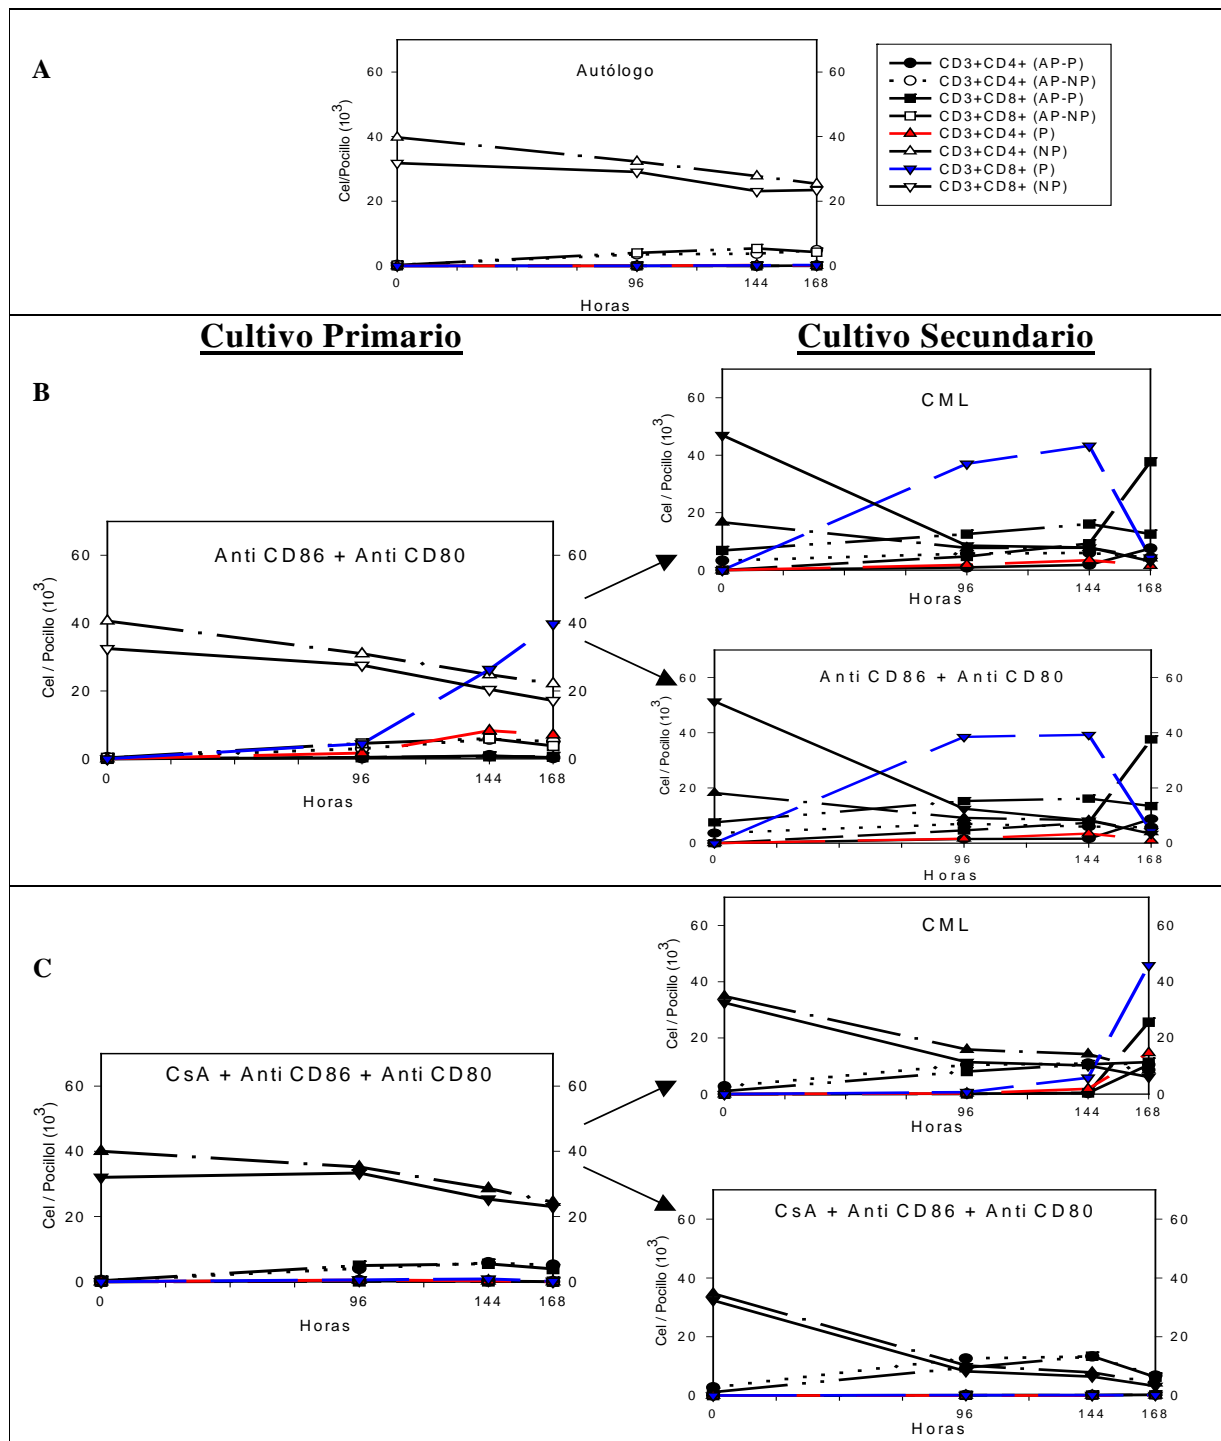 A
Autólogo
Cel/Pocillo (10³)
60
40
20
0
60
40
20
0
0
96
144
168
Horas
CD3+CD4+ (AP-P)
CD3+CD4+ (AP-NP)
CD3+CD8+ (AP-P)
CD3+CD8+ (AP-NP)
CD3+CD4+ (P)
CD3+CD4+ (NP)
CD3+CD8+ (P)
CD3+CD8+ (NP)
Cultivo Primario
Cultivo Secundario
B
CML
Cel / Pocillo (10³)
60
40
20
0
60
40
20
0
0
96
144
168
Horas
Anti CD86 + Anti CD80
Cel / Pocillo (10³)
60
40
20
0
60
40
20
0
0
96
144
168
Horas
Anti CD86 + Anti CD80
Cel / Pocillo (10³)
60
40
20
0
60
40
20
0
0
96
144
168
Horas
C
CML
Cel / Pocillo (10³)
60
40
20
0
60
40
20
0
0
96
144
168
Horas
CsA + Anti CD86 + Anti CD80
Cel / Pocillol (10³)
60
40
20
0
60
40
20
0
0
96
144
168
Horas
CsA + Anti CD86 + Anti CD80
Cel / Pocillo (10³)
60
40
20
0
60
40
20
0
0
96
144
168
Horas